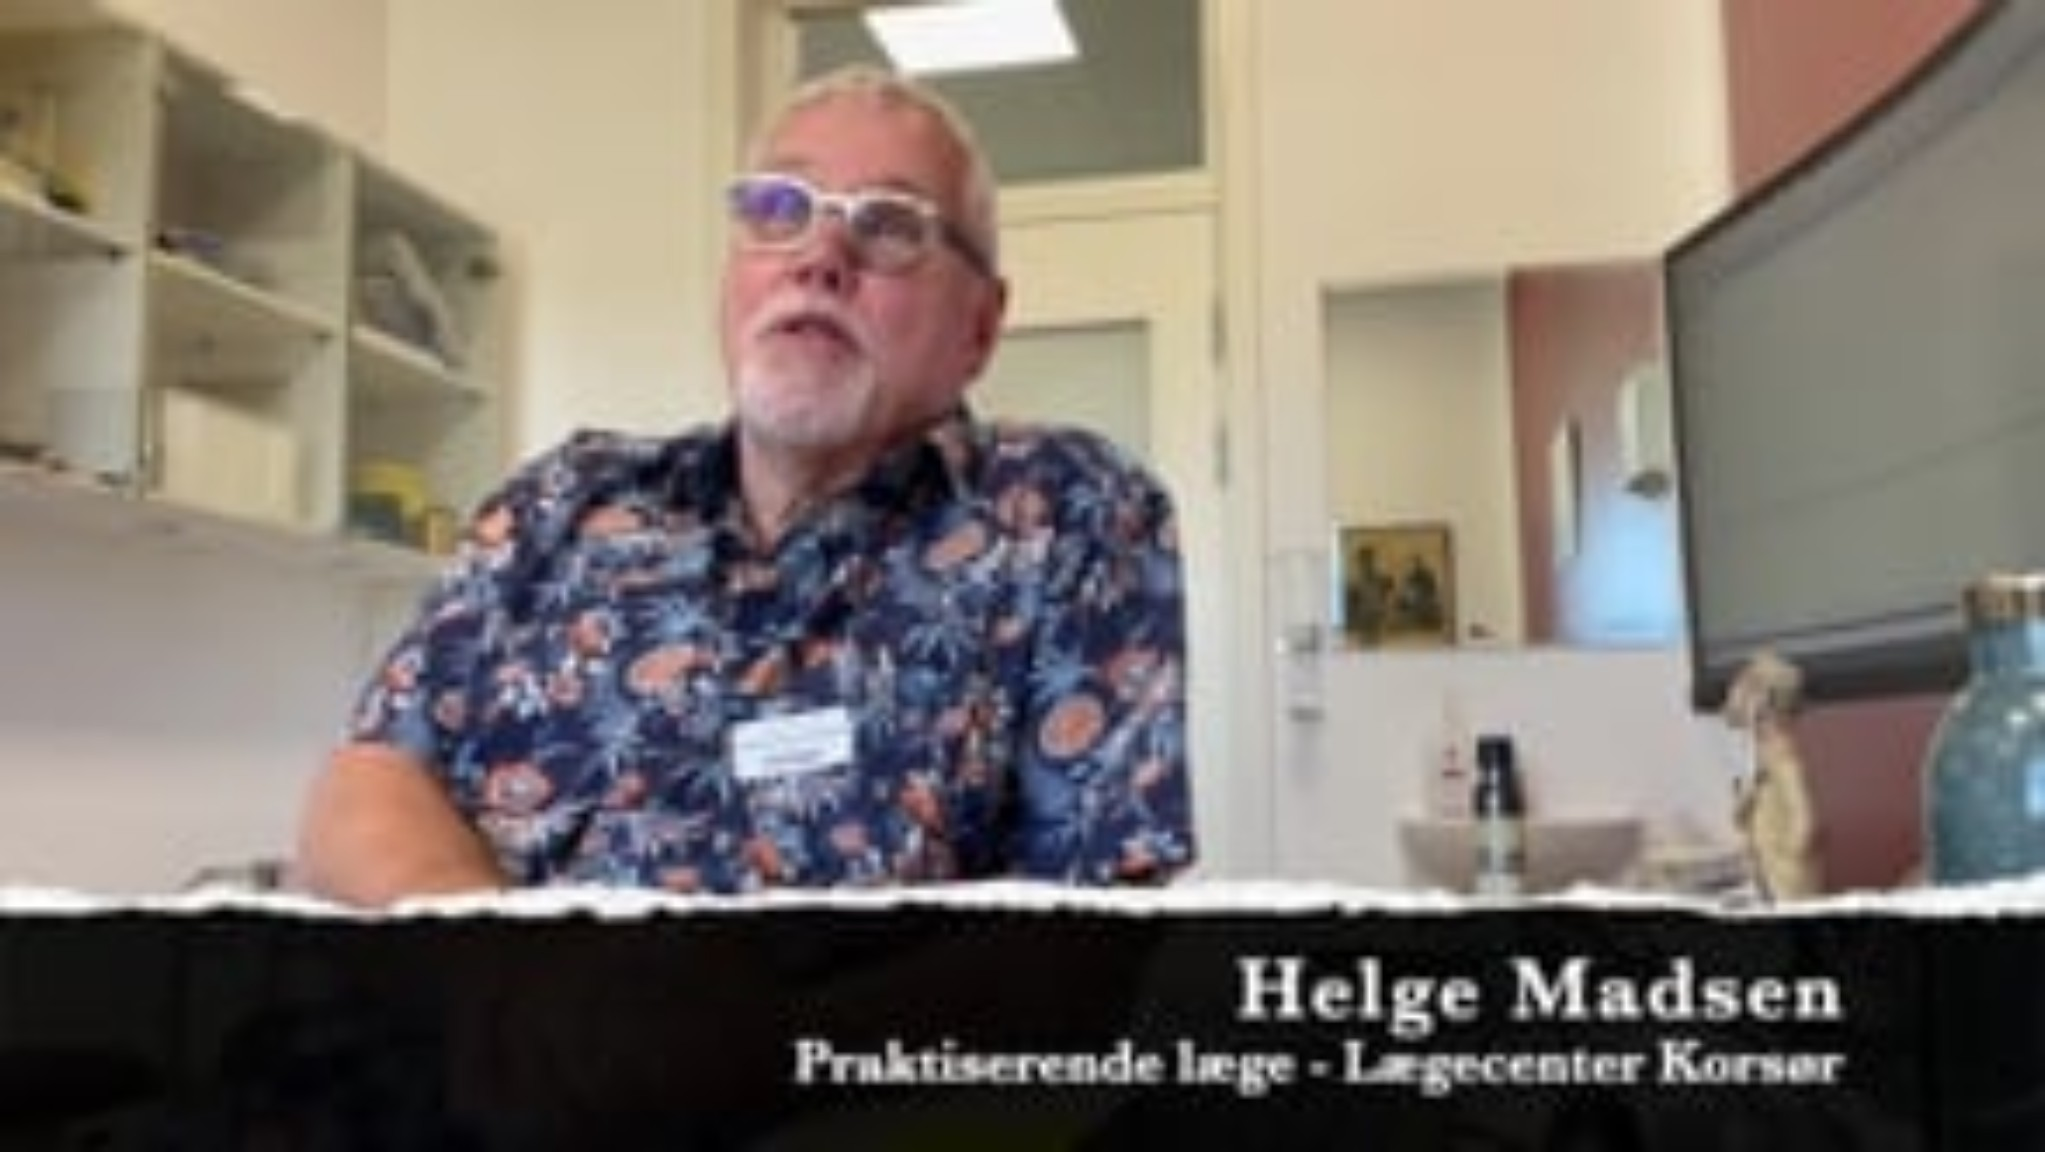 Helge Madsen
Praktiserende læge - Lægecenter Korsør